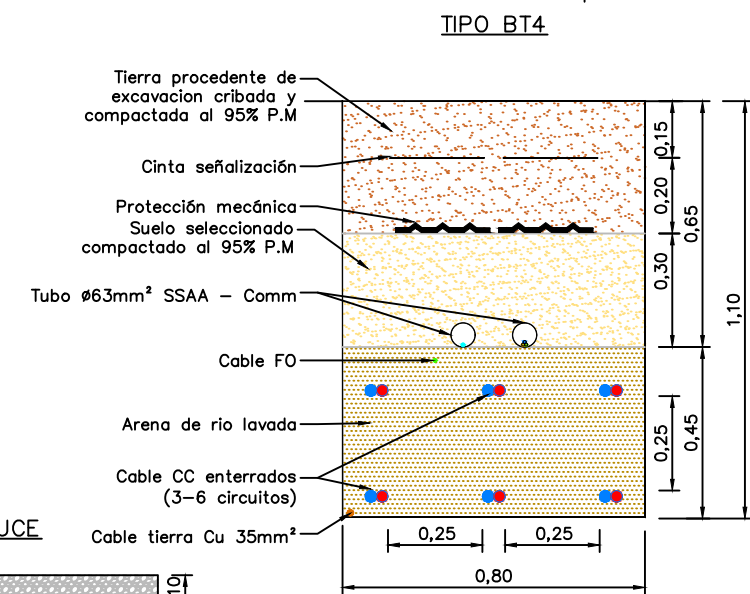 TIPO BT4
Tierra procedente de
excavacion cribada y
compactada al 95% P.M
Cinta señalización
Protección mecánica
Suelo seleccionado
compactado al 95% P.M
Tubo Ø63mm² SSAA – Comm
Cable FO
Arena de rio lavada
Cable CC enterrados
(3–6 circuitos)
Cable tierra Cu 35mm²
0,15
0,20
0,30
0,65
1,10
0,25
0,45
0,25
0,25
0,80
UCE
10